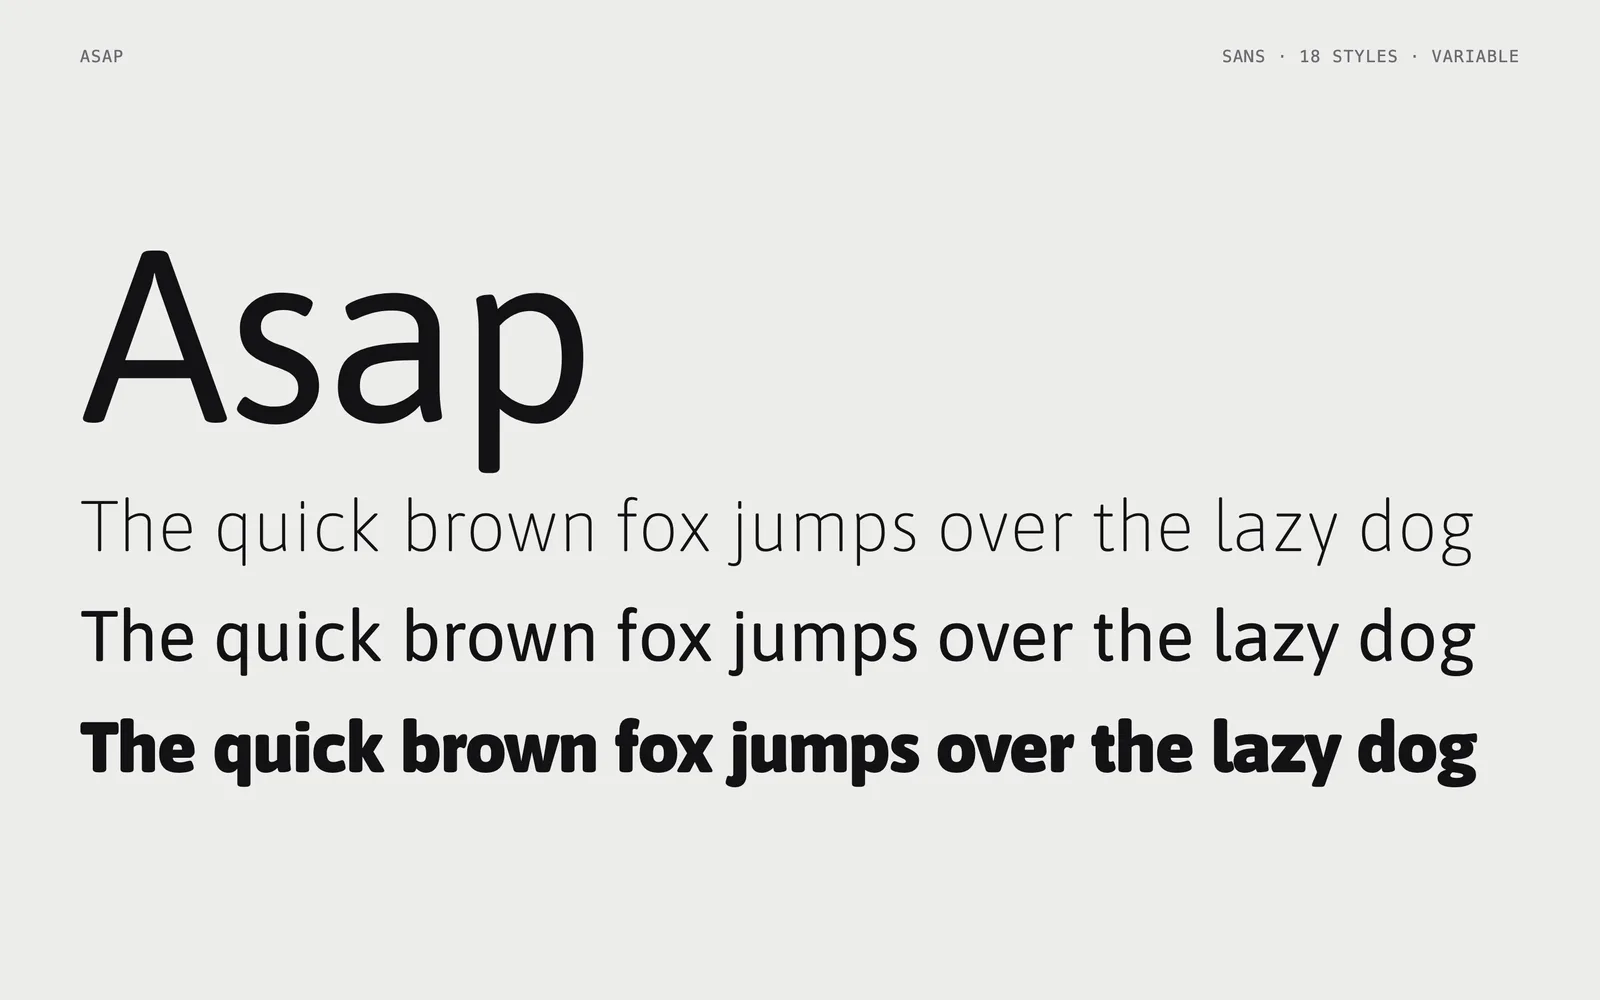 ASAP
SANS · 18 STYLES · VARIABLE
Asap
The quick brown fox jumps over the lazy dog
The quick brown fox jumps over the lazy dog
The quick brown fox jumps over the lazy dog